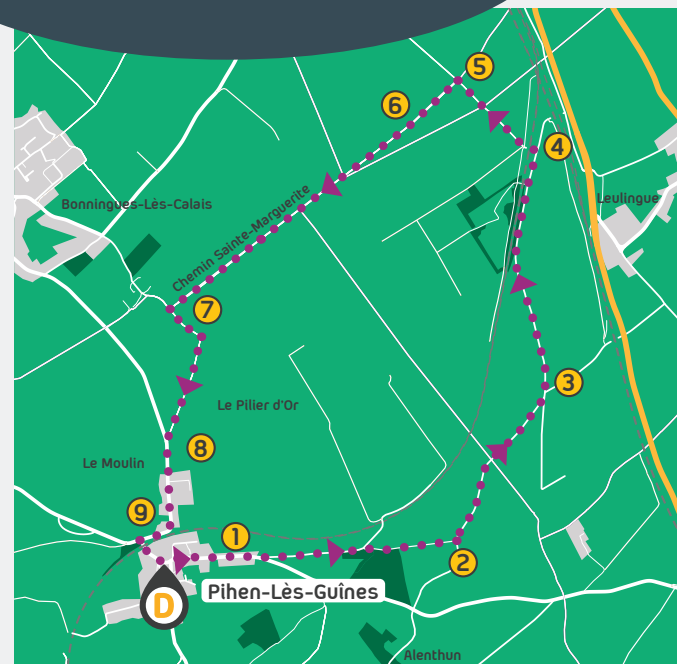 5
6
4
Leulingue
Bonningues-Lès-Calais
Chemin Sainte-Marguerite
7
3
Le Pilier d'Or
8
Le Moulin
9
1
2
D
Pihen-Lès-Guînes
Alenthun